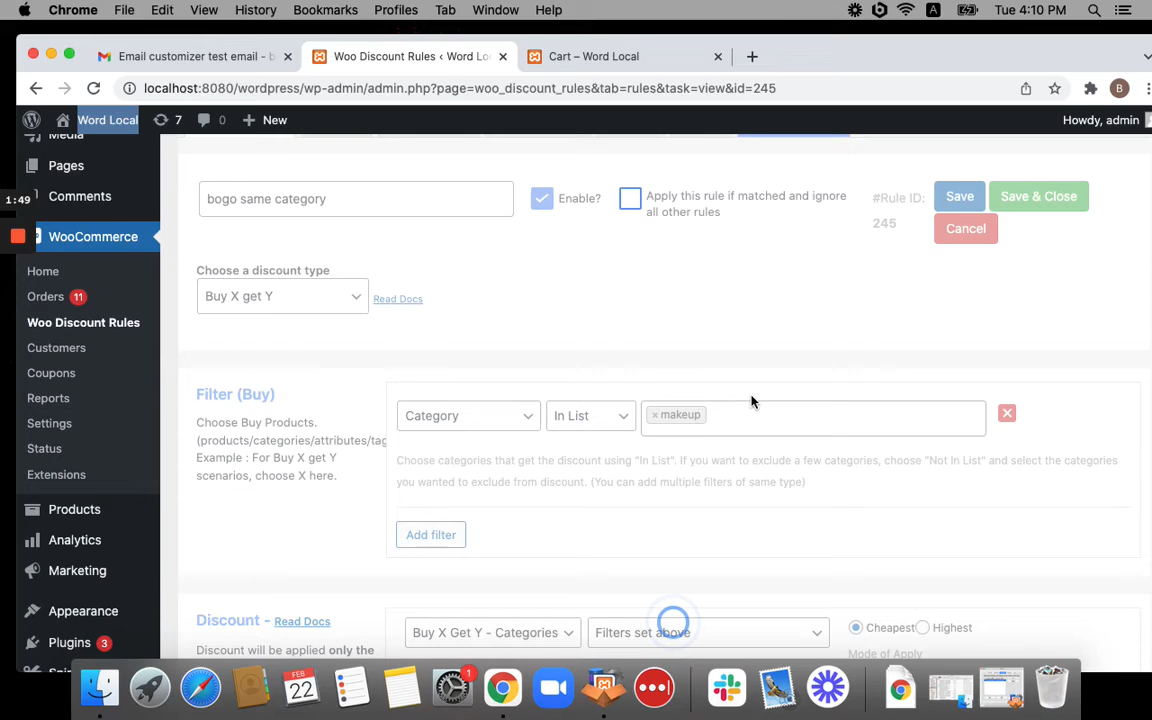 Chrome File Edit View History Bookmarks Profiles Tab Window Help A Tue 4:10 PM
Email customizer test email - b × Woo Discount Rules ‹ Word Lo × Cart – Word Local ×
localhost:8080/wordpress/wp-admin/admin.php?page=woo_discount_rules&tab=rules&task=view&id=245 B
Word Local 7 0 New Howdy, admin
Media
Pages
Comments
1:49
WooCommerce
Home
Orders 11
Woo Discount Rules
Customers
Coupons
Reports
Settings
Status
Extensions
Products
Analytics
Marketing
Appearance
Plugins 3
bogo same category
Enable?
Apply this rule if matched and ignore
all other rules
#Rule ID:
245
Save
Save & Close
Cancel
Choose a discount type
Buy X get Y
Read Docs
Filter (Buy)
Choose Buy Products.
(products/categories/attributes/tag
Example : For Buy X get Y
scenarios, choose X here.
Category
In List
× makeup
Choose categories that get the discount using "In List". If you want to exclude a few categories, choose "Not In List" and select the categories
you wanted to exclude from discount. (You can add multiple filters of same type)
Add filter
Discount - Read Docs
Discount will be applied only the
Buy X Get Y - Categories
Filters set above
Cheapest Highest
Mode of Apply
FEB
22
1